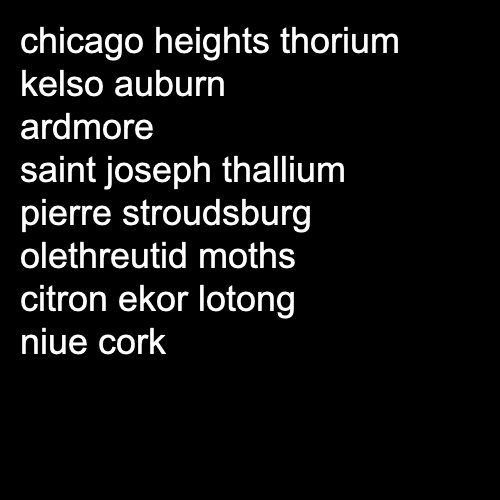 chicago heights thorium
kelso auburn
ardmore
saint joseph thallium
pierre stroudsburg
olethreutid moths
citron ekor lotong
niue cork